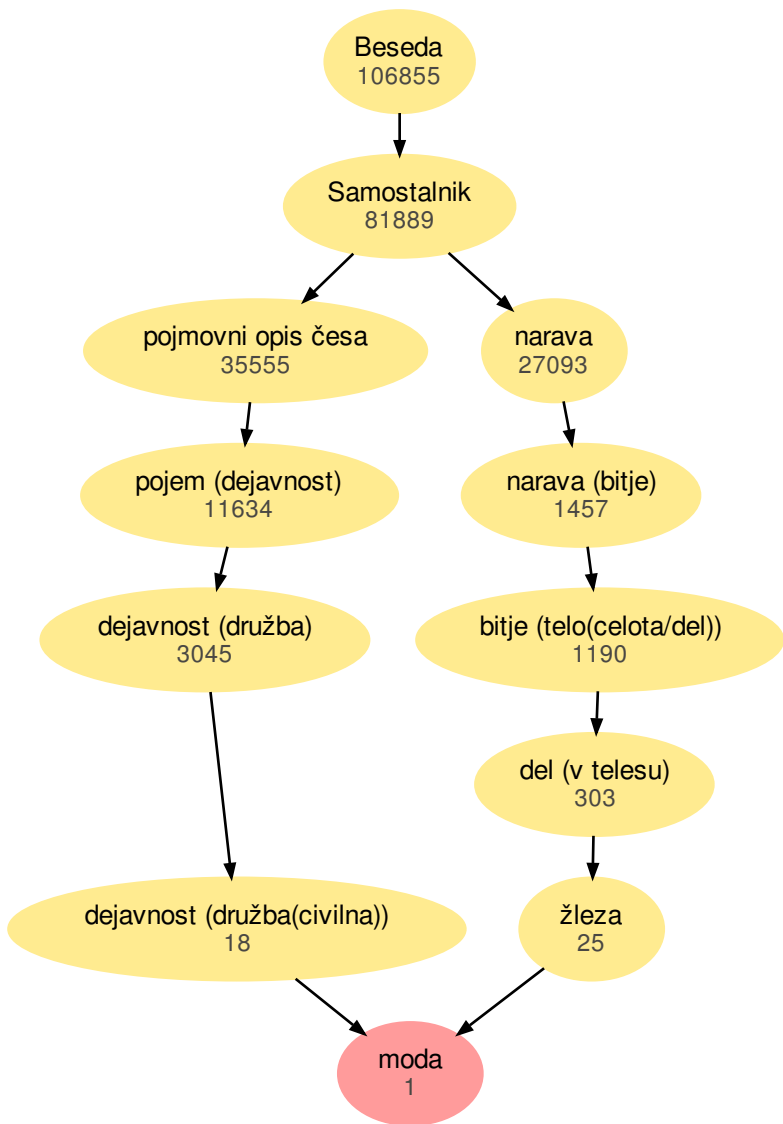 Beseda
106855
Samostalnik
81889
pojmovni opis česa
35555
narava
27093
pojem (dejavnost)
11634
narava (bitje)
1457
dejavnost (družba)
3045
bitje (telo(celota/del))
1190
del (v telesu)
303
dejavnost (družba(civilna))
18
žleza
25
moda
1